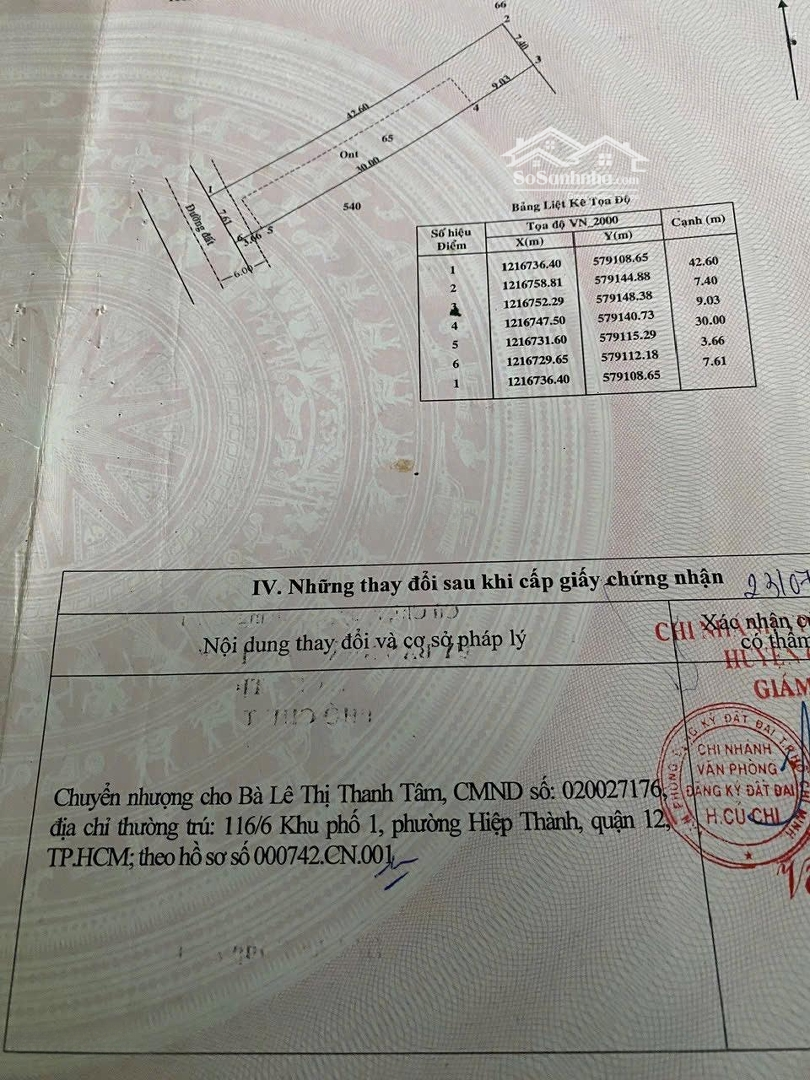 66
2
7.40
3
9.03
4
42.60
65
Ont
30.00
1
540
Đường đất
7.61
6
3.66
5
6.00
SoSanhnha.com
Bảng Liệt Kê Tọa Độ
Số hiệu Điểm Tọa độ VN_2000 Cạnh (m)
X(m) Y(m)
1 1216736.40 579108.65 42.60
2 1216758.81 579144.88 7.40
3 1216752.29 579148.38 9.03
4 1216747.50 579140.73 30.00
5 1216731.60 579115.29 3.66
6 1216729.65 579112.18 7.61
1 1216736.40 579108.65
IV. Những thay đổi sau khi cấp giấy chứng nhận
Nội dung thay đổi và cơ sở pháp lý
Xác nhận
có thẩm
CHI NHÁNH
HUYỆN
GIÁM
CHI NHÁNH
VĂN PHÒNG
ĐĂNG KÝ ĐẤT ĐAI
H.CỦ CHI
Chuyển nhượng cho Bà Lê Thị Thanh Tâm, CMND số: 020027176,
địa chỉ thường trú: 116/6 Khu phố 1, phường Hiệp Thành, quận 12,
TP.HCM; theo hồ sơ số 000742.CN.001